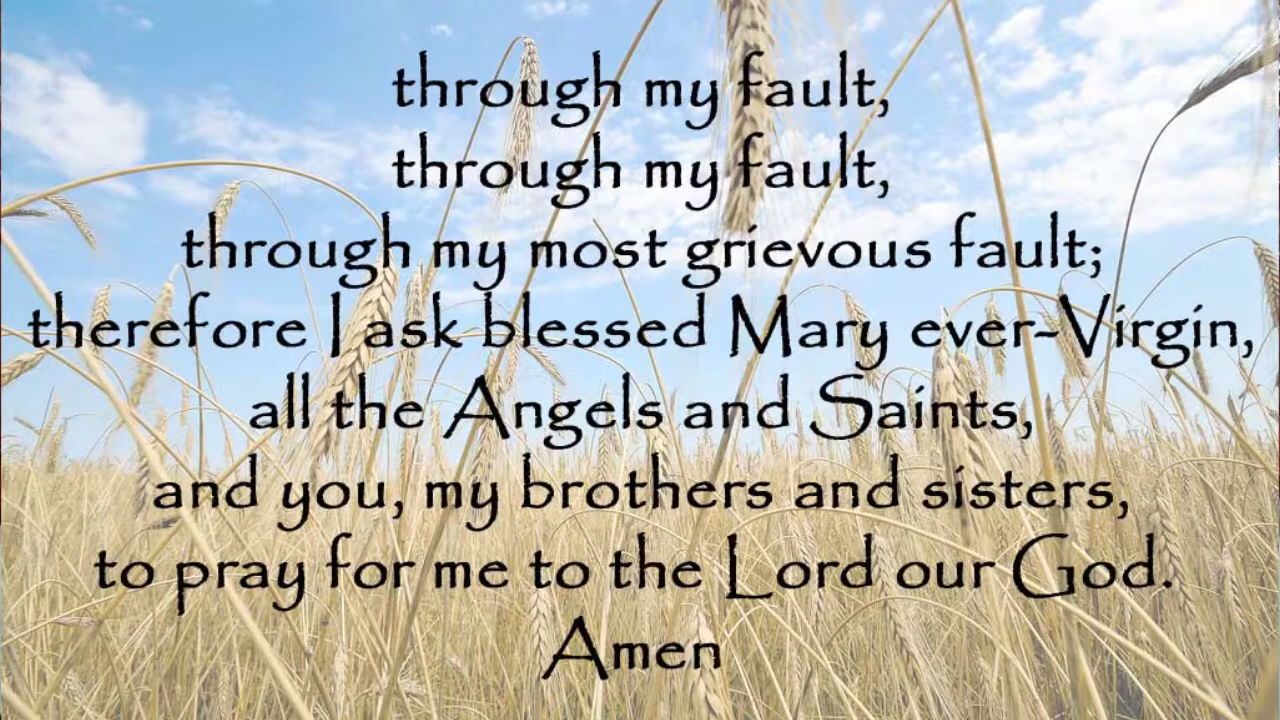 through my fault,
through my fault,
through my most grievous fault;
therefore I ask blessed Mary ever-Virgin,
all the Angels and Saints,
and you, my brothers and sisters,
to pray for me to the Lord our God.
Amen